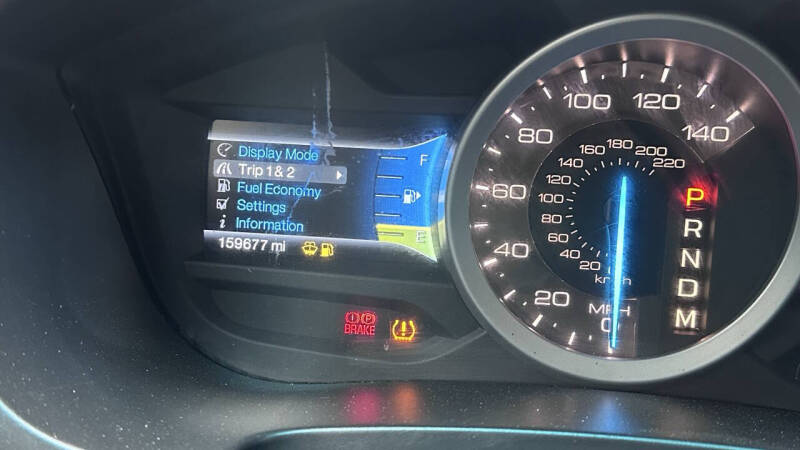 Display Mode
Trip 1 & 2
Fuel Economy
Settings
i Information
159677 mi
F
E
BRAKE
(!) (P)
20
40
60
80
100
120
140
MPH
0
20
40
60
80
100
120
140
160
180
200
220
km/h
P
R
N
D
M